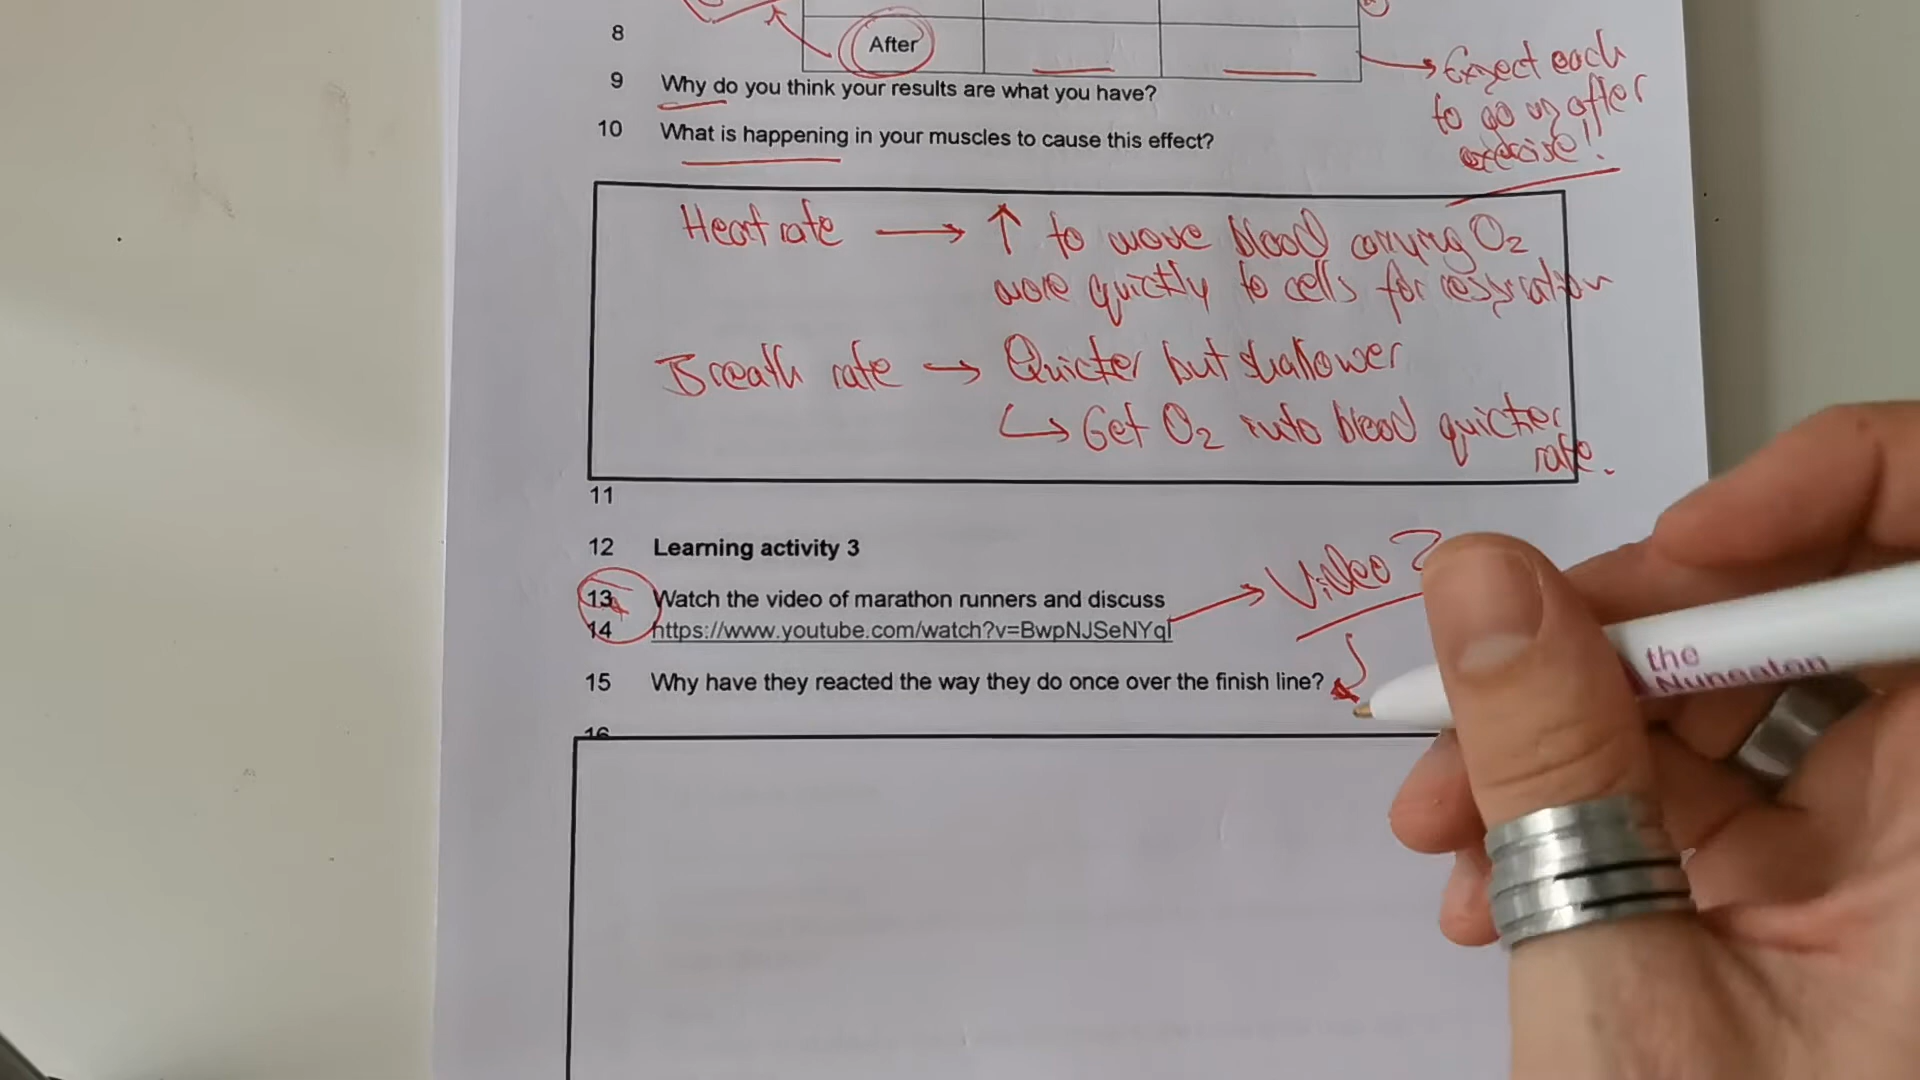 8 After
Expect each
to go up after
exercise!!
9 Why do you think your results are what you have?
10 What is happening in your muscles to cause this effect?
Heart rate → ↑ to move blood carrying O2
more quickly to cells for respiration
Breath rate → Quicker but shallower
↳ Get O2 into blood quicker
rate.
11
12 Learning activity 3
13 Watch the video of marathon runners and discuss
14 https://www.youtube.com/watch?v=BwpNJSeNYqI
Video?
15 Why have they reacted the way they do once over the finish line?
16
the
Nuneaton